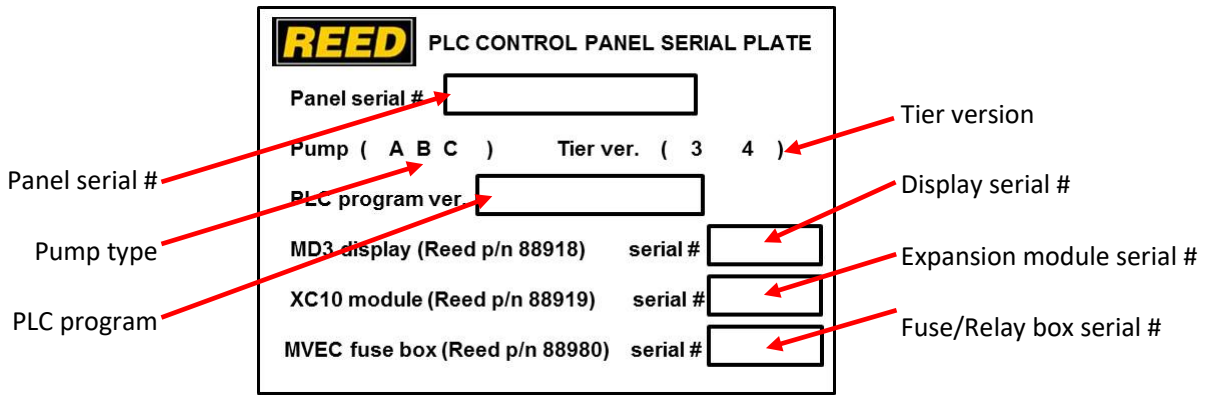 REED PLC CONTROL PANEL SERIAL PLATE
Panel serial #
Pump ( A B C ) Tier ver. ( 3 4 )
PLC program ver.
MD3 display (Reed p/n 88918) serial #
XC10 module (Reed p/n 88919) serial #
MVEC fuse box (Reed p/n 88980) serial #
Panel serial #
Pump type
PLC program
Tier version
Display serial #
Expansion module serial #
Fuse/Relay box serial #